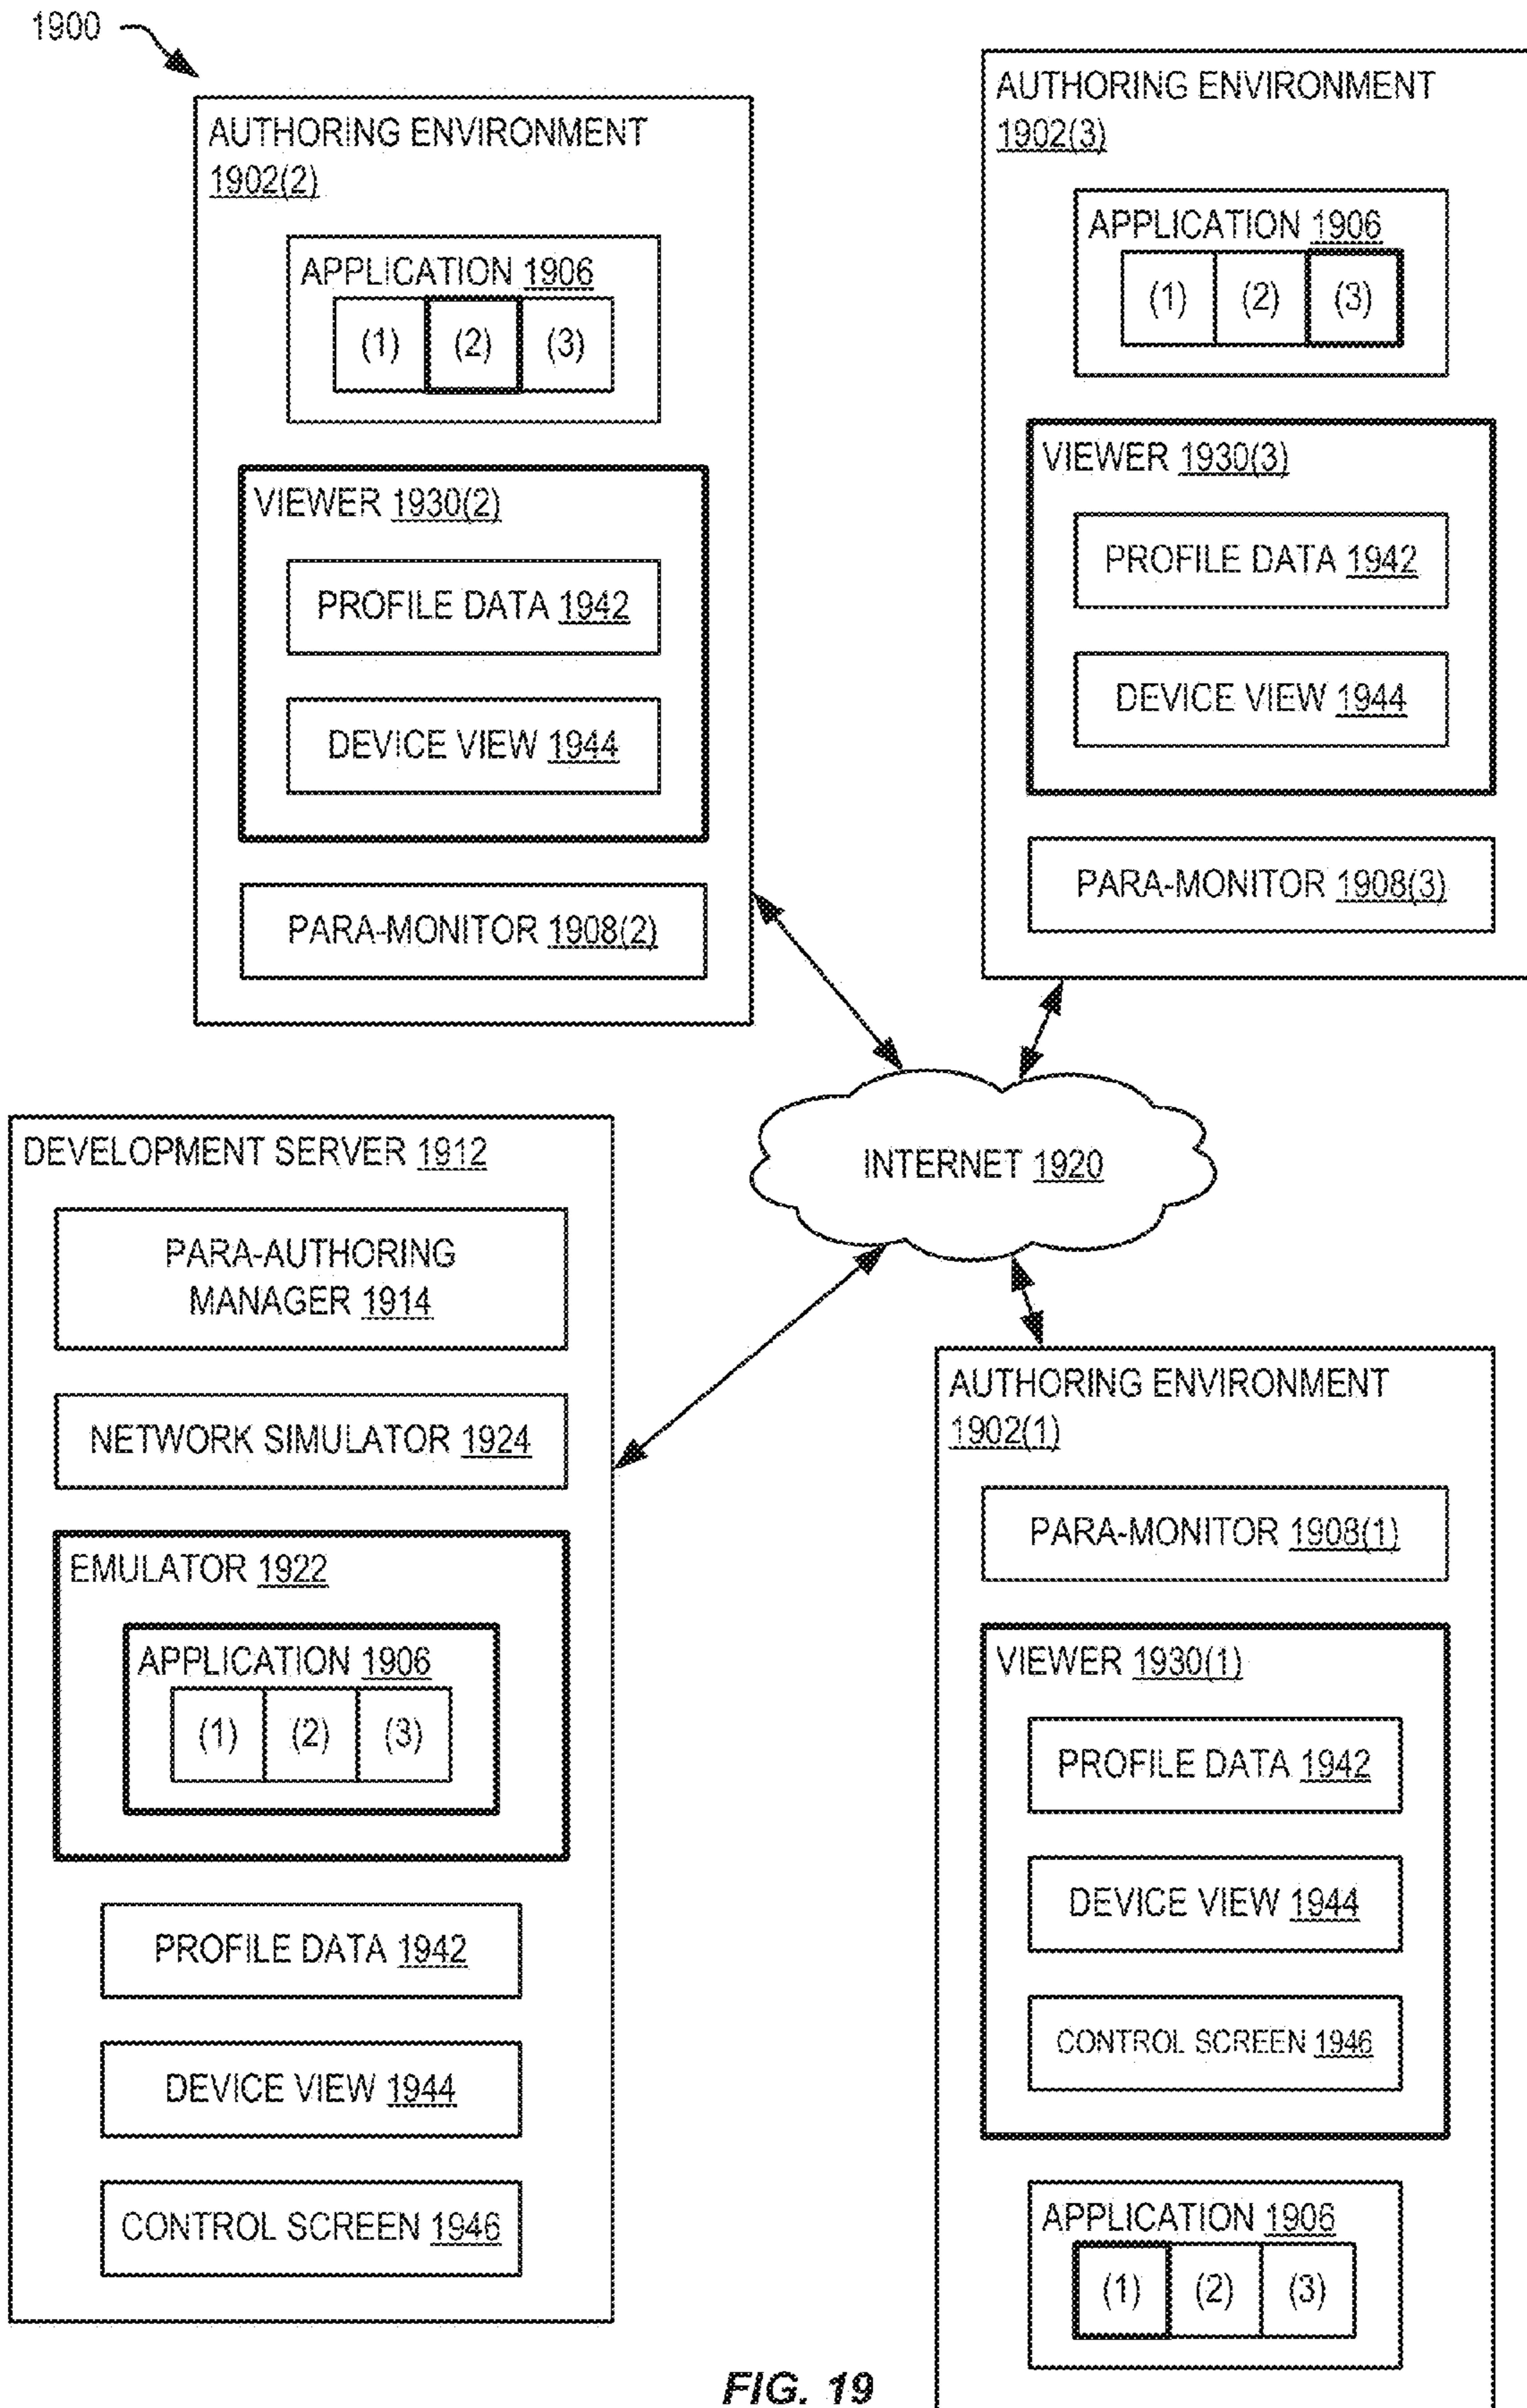 1900
AUTHORING ENVIRONMENT
1902(2)
APPLICATION 1906
(1) (2) (3)
VIEWER 1930(2)
PROFILE DATA 1942
DEVICE VIEW 1944
PARA-MONITOR 1908(2)
AUTHORING ENVIRONMENT
1902(3)
APPLICATION 1906
(1) (2) (3)
VIEWER 1930(3)
PROFILE DATA 1942
DEVICE VIEW 1944
PARA-MONITOR 1908(3)
INTERNET 1920
DEVELOPMENT SERVER 1912
PARA-AUTHORING
MANAGER 1914
NETWORK SIMULATOR 1924
EMULATOR 1922
APPLICATION 1906
(1) (2) (3)
PROFILE DATA 1942
DEVICE VIEW 1944
CONTROL SCREEN 1946
AUTHORING ENVIRONMENT
1902(1)
PARA-MONITOR 1908(1)
VIEWER 1930(1)
PROFILE DATA 1942
DEVICE VIEW 1944
CONTROL SCREEN 1946
APPLICATION 1906
(1) (2) (3)
FIG. 19